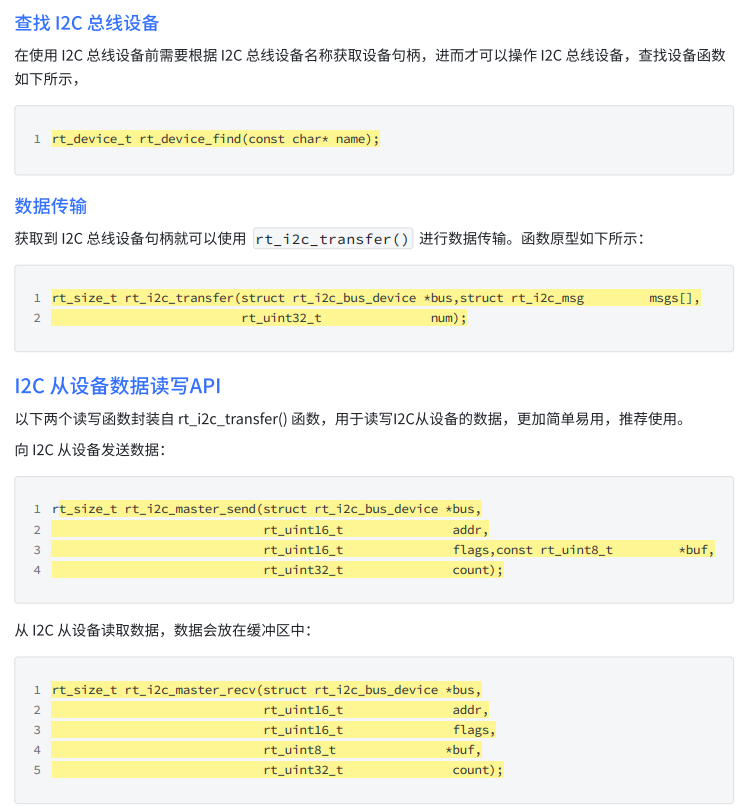 查找 I2C 总线设备
在使用 I2C 总线设备前需要根据 I2C 总线设备名称获取设备句柄，进而才可以操作 I2C 总线设备，查找设备函数
如下所示，
1 rt_device_t rt_device_find(const char* name);
数据传输
获取到 I2C 总线设备句柄就可以使用 rt_i2c_transfer() 进行数据传输。函数原型如下所示：
1 rt_size_t rt_i2c_transfer(struct rt_i2c_bus_device *bus,struct rt_i2c_msg         msgs[],
2                           rt_uint32_t               num);
I2C 从设备数据读写API
以下两个读写函数封装自 rt_i2c_transfer() 函数，用于读写I2C从设备的数据，更加简单易用，推荐使用。
向 I2C 从设备发送数据：
1 rt_size_t rt_i2c_master_send(struct rt_i2c_bus_device *bus,
2                              rt_uint16_t               addr,
3                              rt_uint16_t               flags,const rt_uint8_t         *buf,
4                              rt_uint32_t               count);
从 I2C 从设备读取数据，数据会放在缓冲区中：
1 rt_size_t rt_i2c_master_recv(struct rt_i2c_bus_device *bus,
2                              rt_uint16_t               addr,
3                              rt_uint16_t               flags,
4                              rt_uint8_t               *buf,
5                              rt_uint32_t               count);